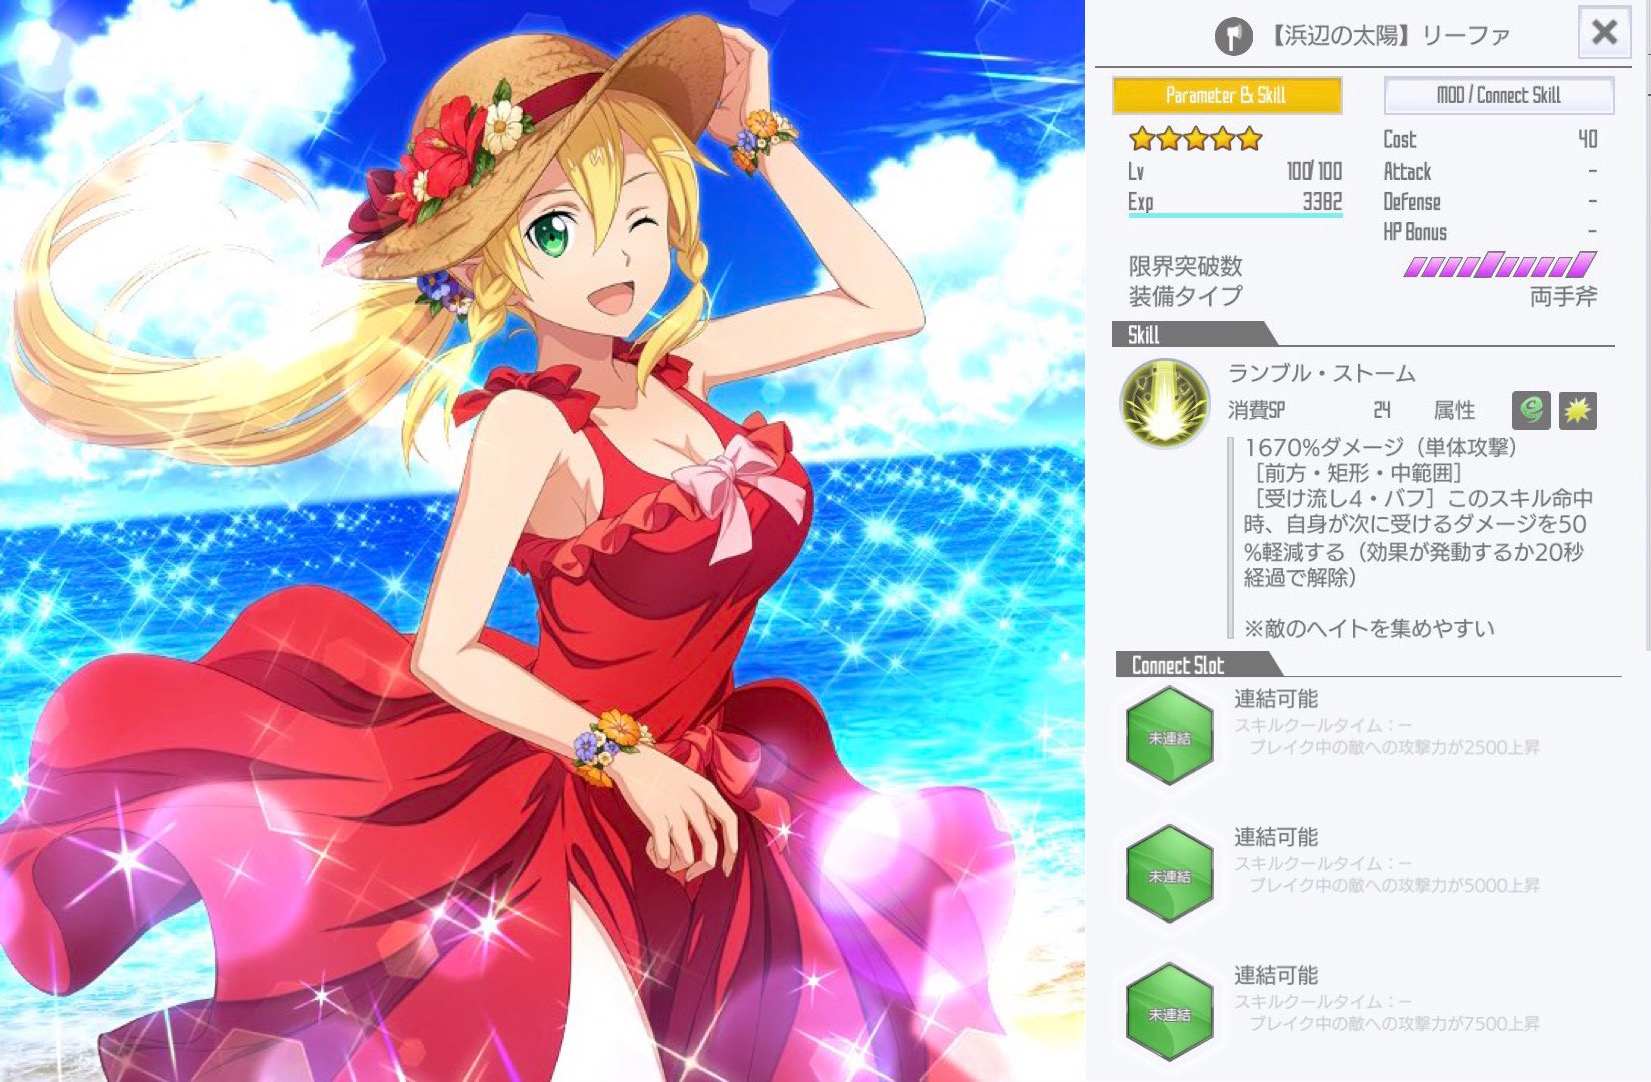 【浜辺の太陽】リーファ
Parameter & Skill
MOD / Connect Skill
Cost 40
Lv 100/100
Attack -
Exp 3382
Defense -
HP Bonus -
限界突破数
装備タイプ 両手斧
Skill
ランブル・ストーム
消費SP 24 属性
1670%ダメージ（単体攻撃）
［前方・矩形・中範囲］
［受け流し4・バフ］このスキル命中
時、自身が次に受けるダメージを50
%軽減する（効果が発動するか20秒
経過で解除）
※敵のヘイトを集めやすい
Connect Slot
連結可能
未連結
スキルクールタイム：--
ブレイク中の敵への攻撃力が2500上昇
連結可能
未連結
スキルクールタイム：--
ブレイク中の敵への攻撃力が5000上昇
連結可能
未連結
スキルクールタイム：--
ブレイク中の敵への攻撃力が7500上昇